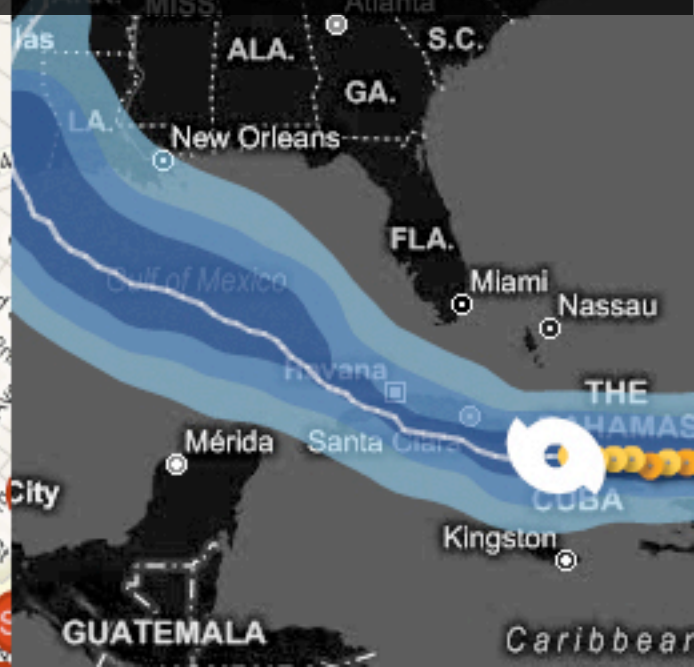 MISS.
Atlanta
las
ALA.
S.C.
GA.
LA.
New Orleans
FLA.
Gulf of Mexico
Miami
Nassau
Havana
THE
BAHAMAS
Mérida
Santa Clara
City
CUBA
Kingston
GUATEMALA
Caribbean